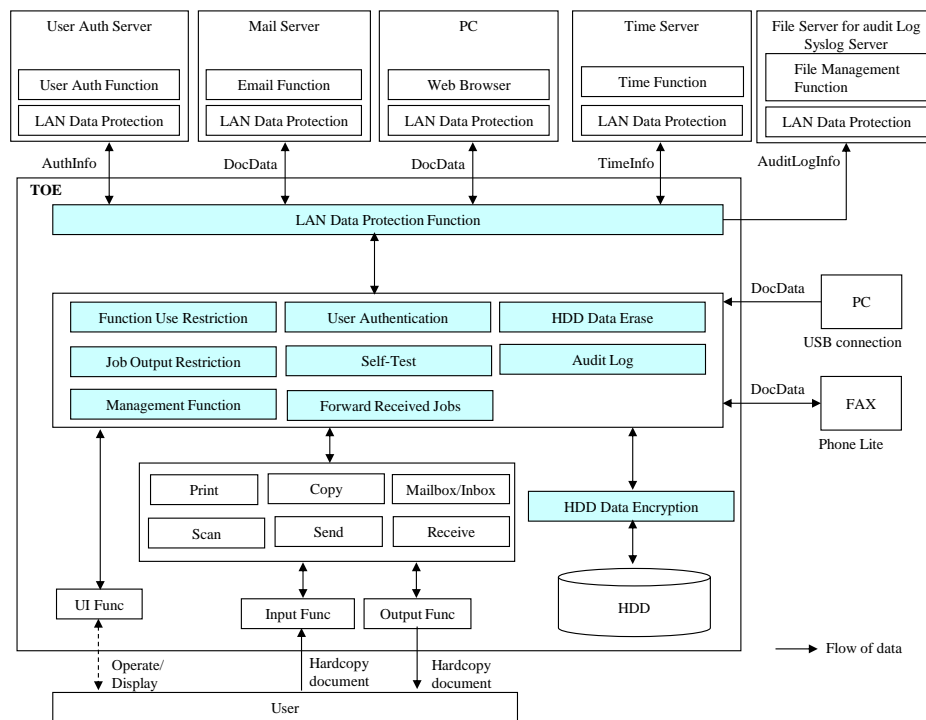 User Auth Server
Mail Server
PC
Time Server
File Server for audit Log
Syslog Server
User Auth Function
Email Function
Web Browser
Time Function
File Management
Function
LAN Data Protection
LAN Data Protection
LAN Data Protection
LAN Data Protection
LAN Data Protection
AuthInfo
DocData
DocData
TimeInfo
AuditLogInfo
TOE
LAN Data Protection Function
Function Use Restriction
User Authentication
HDD Data Erase
Job Output Restriction
Self-Test
Audit Log
Management Function
Forward Received Jobs
DocData
PC
USB connection
DocData
FAX
Phone Lite
Print
Copy
Mailbox/Inbox
Scan
Send
Receive
HDD Data Encryption
HDD
UI Func
Input Func
Output Func
Flow of data
Operate/
Display
Hardcopy
document
Hardcopy
document
User